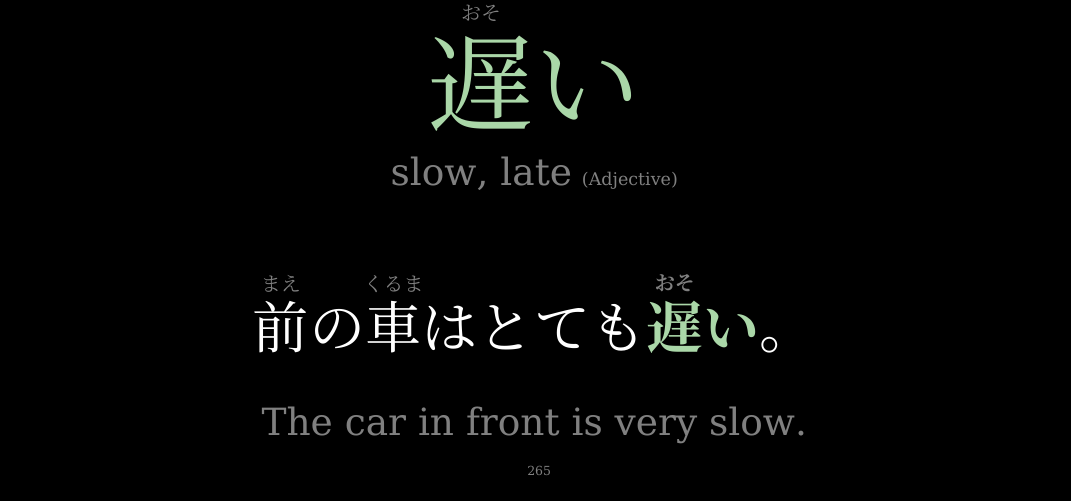 おそ
遅い
slow, late (Adjective)
まえ くるま おそ
前の車はとても遅い。
The car in front is very slow.
265